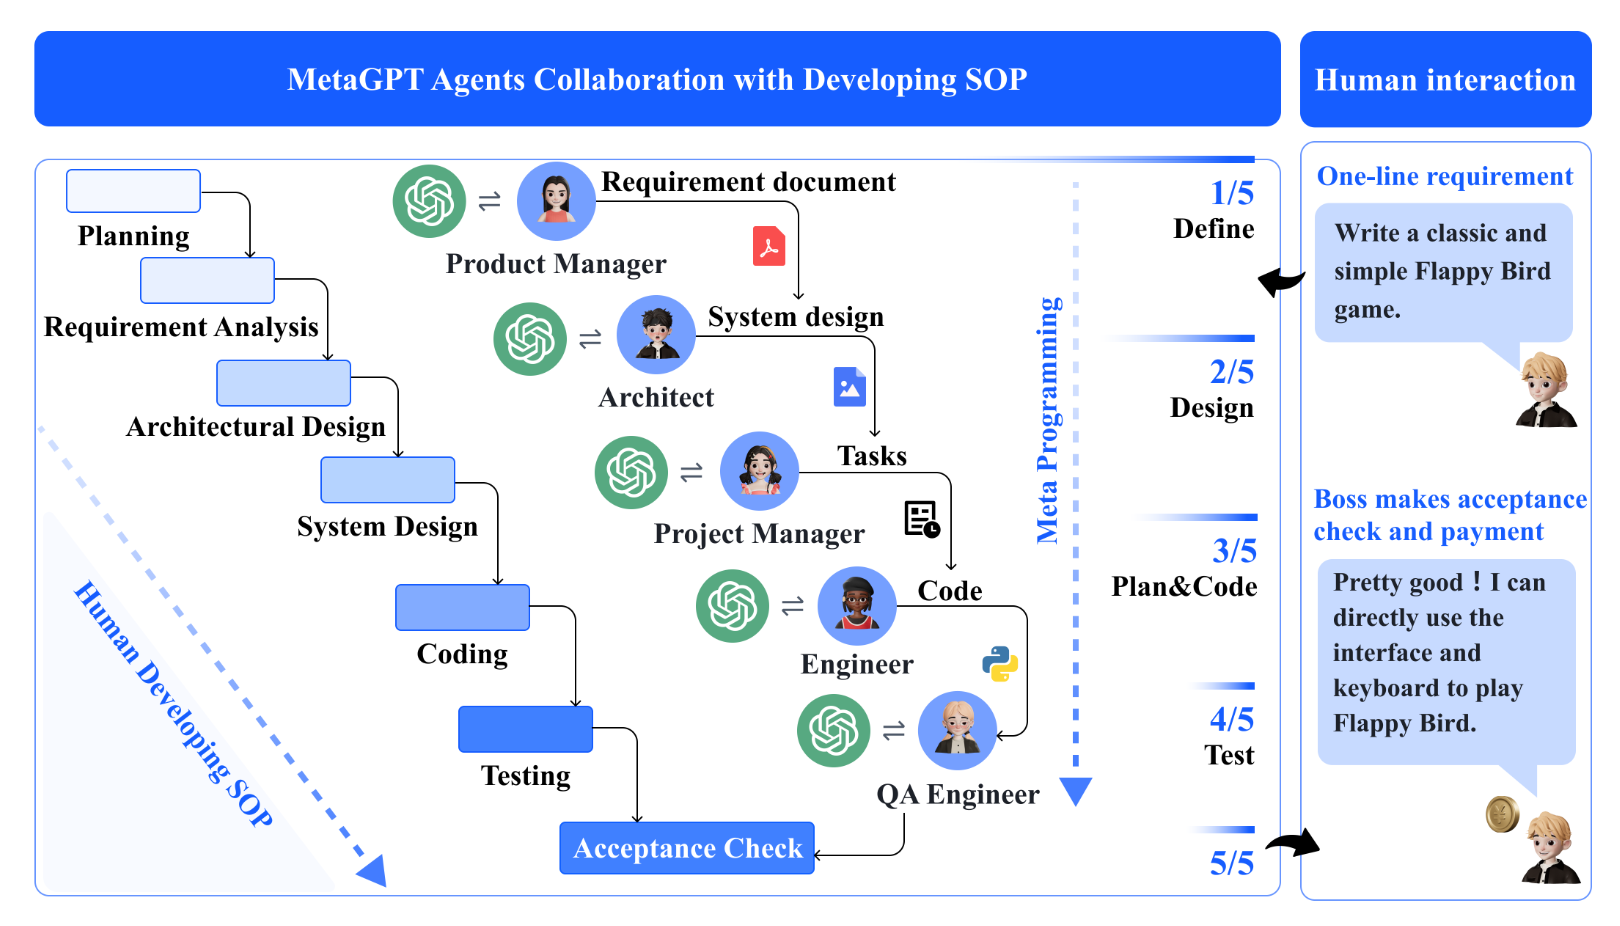 MetaGPT Agents Collaboration with Developing SOP
Human interaction
Planning
Requirement Analysis
Architectural Design
System Design
Coding
Testing
Acceptance Check
Human Developing SOP
Requirement document
Product Manager
System design
Architect
Tasks
Project Manager
Code
Engineer
QA Engineer
Meta Programming
1/5
Define
2/5
Design
3/5
Plan&Code
4/5
Test
5/5
One-line requirement
Write a classic and
simple Flappy Bird
game.
Boss makes acceptance
check and payment
Pretty good！I can
directly use the
interface and
keyboard to play
Flappy Bird.